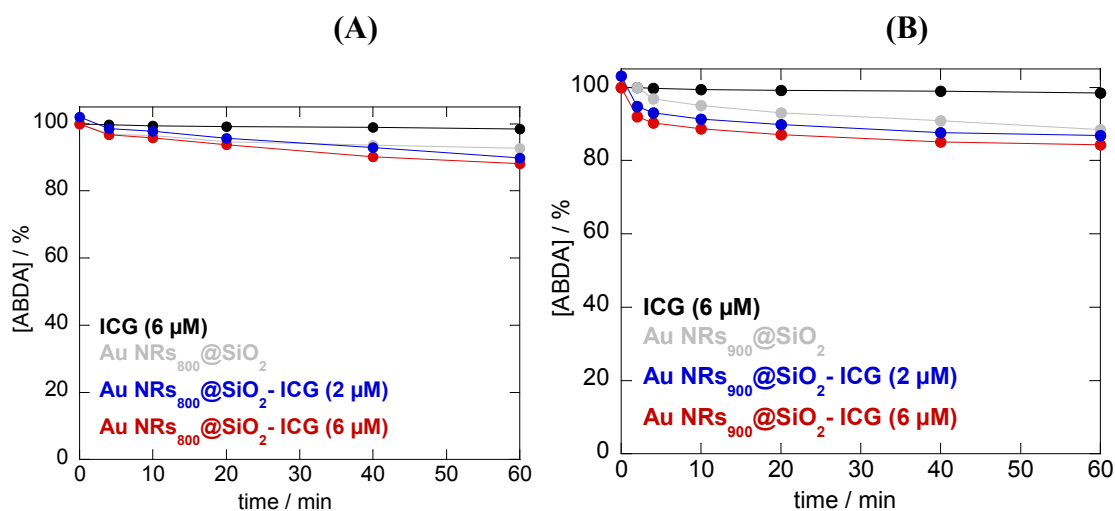 (A)
(B)
100
80
60
40
20
0
[ABDA] / %
ICG (6 µM)
Au NRs800@SiO2
Au NRs800@SiO2- ICG (2 µM)
Au NRs800@SiO2- ICG (6 µM)
0 10 20 30 40 50 60
time / min
100
80
60
40
20
0
[ABDA] / %
ICG (6 µM)
Au NRs900@SiO2
Au NRs900@SiO2- ICG (2 µM)
Au NRs900@SiO2- ICG (6 µM)
0 10 20 30 40 50 60
time / min